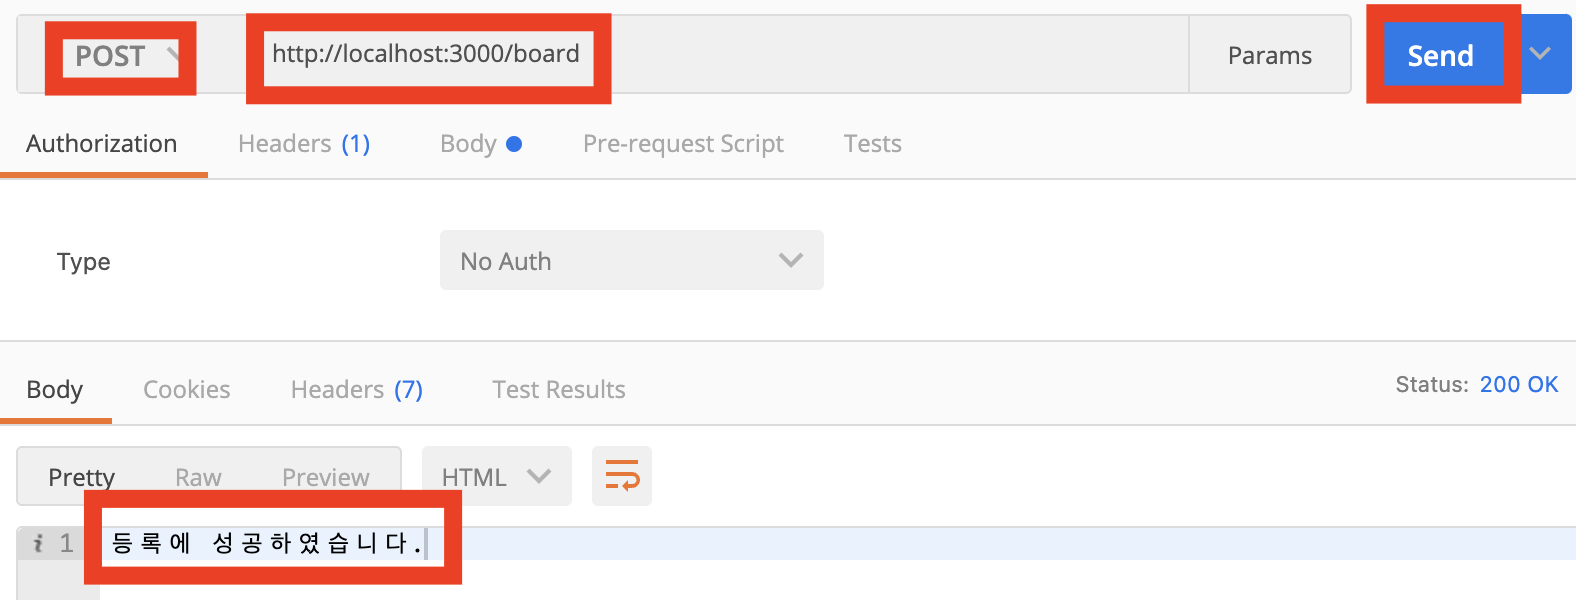 POST http://localhost:3000/board Params Send
Authorization Headers (1) Body Pre-request Script Tests
Type No Auth
Body Cookies Headers (7) Test Results Status: 200 OK
Pretty Raw Preview HTML
i 1 등록에 성공하였습니다.